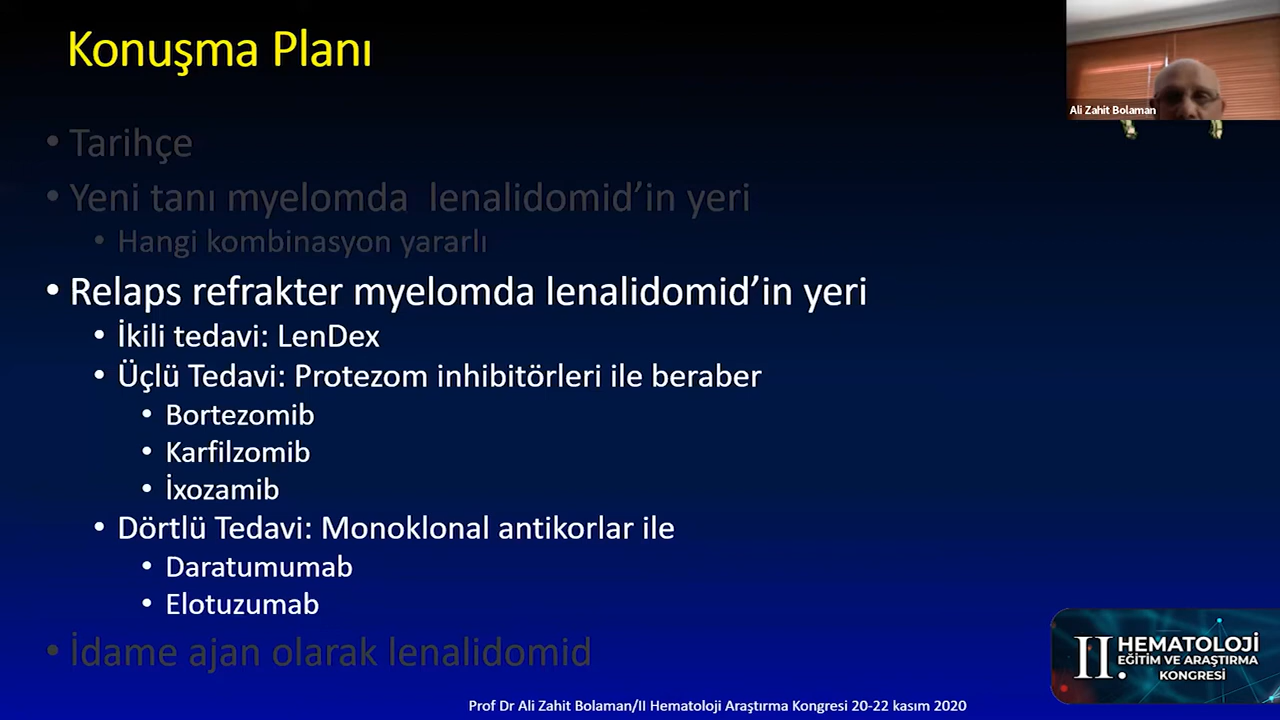 Konuşma Planı
Ali Zahit Bolaman
• Tarihçe
• Yeni tanı myelomda lenalidomid’in yeri
• Hangi kombinasyon yararlı
• Relaps refrakter myelomda lenalidomid’in yeri
• İkili tedavi: LenDex
• Üçlü Tedavi: Protezom inhibitörleri ile beraber
• Bortezomib
• Karfilzomib
• İxozamib
• Dörtlü Tedavi: Monoklonal antikorlar ile
• Daratumumab
• Elotuzumab
• İdame ajan olarak lenalidomid
II. HEMATOLOJİ
EĞİTİM VE ARAŞTIRMA
KONGRESİ
Prof Dr Ali Zahit Bolaman/II Hematoloji Araştırma Kongresi 20-22 kasım 2020